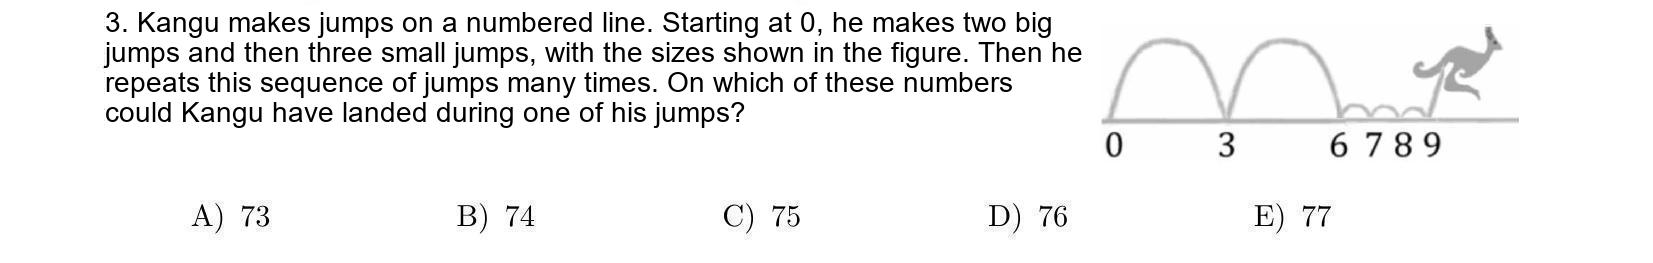 3. Kangu makes jumps on a numbered line. Starting at 0, he makes two big
jumps and then three small jumps, with the sizes shown in the figure. Then he
repeats this sequence of jumps many times. On which of these numbers
could Kangu have landed during one of his jumps?
0 3 6 7 8 9
A) 73 B) 74 C) 75 D) 76 E) 77